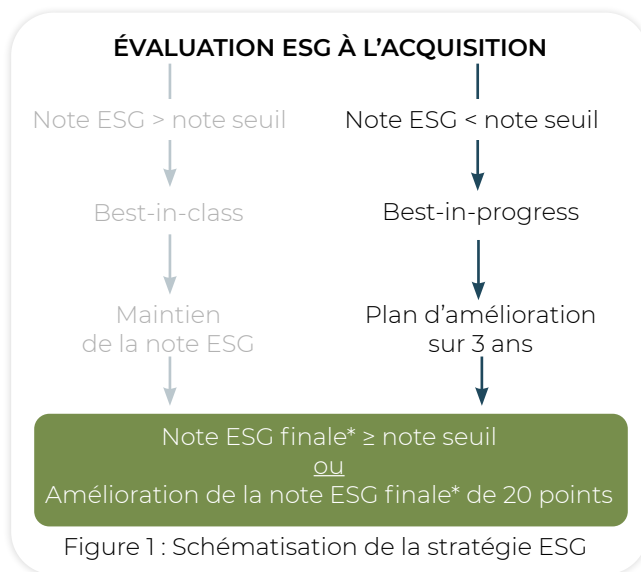 ÉVALUATION ESG À L’ACQUISITION
Note ESG > note seuil
Note ESG < note seuil
Best-in-class
Best-in-progress
Maintien
de la note ESG
Plan d’amélioration
sur 3 ans
Note ESG finale* ≥ note seuil
ou
Amélioration de la note ESG finale* de 20 points
Figure 1 : Schématisation de la stratégie ESG